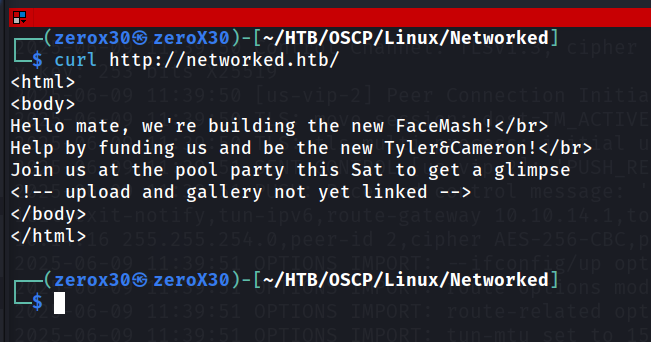 (zerox30㉿zeroX30)-[~/HTB/OSCP/Linux/Networked]
$ curl http://networked.htb/
<html>
<body>
Hello mate, we're building the new FaceMash!</br>
Help by funding us and be the new Tyler&Cameron!</br>
Join us at the pool party this Sat to get a glimpse
<!-- upload and gallery not yet linked -->
</body>
</html>
(zerox30㉿zeroX30)-[~/HTB/OSCP/Linux/Networked]
$